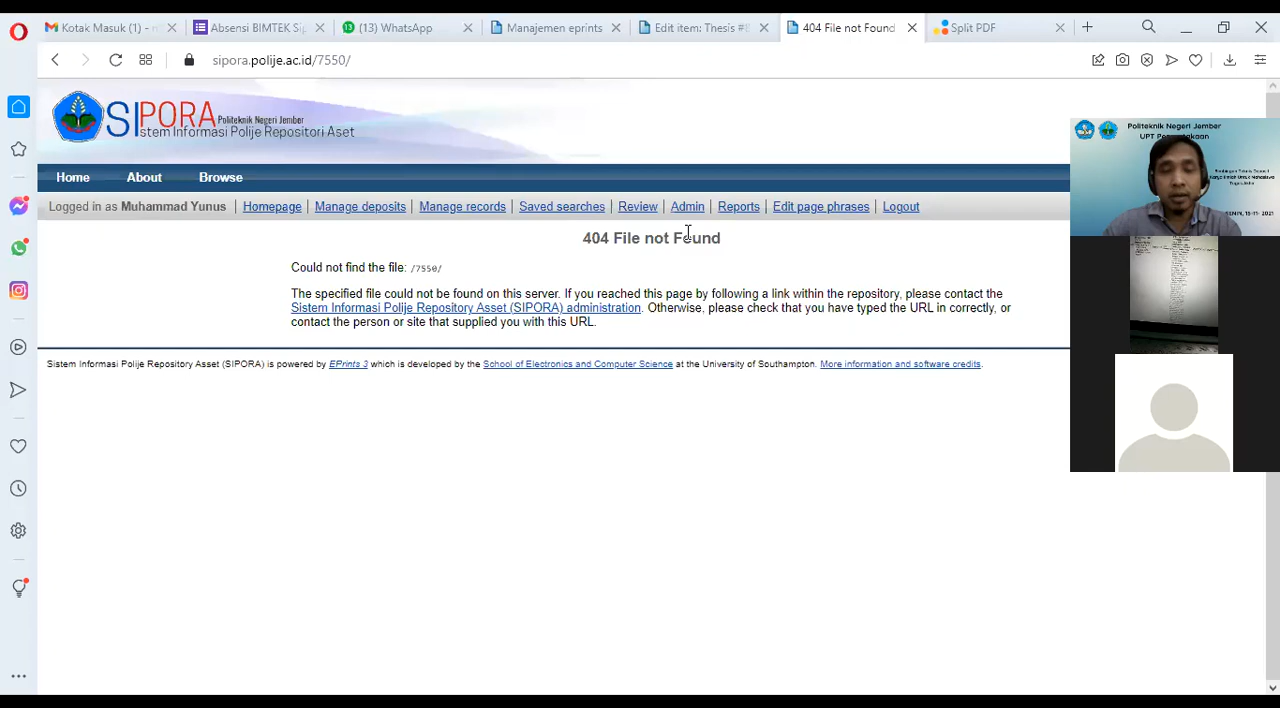 Kotak Masuk (1) - m
Absensi BIMTEK Sip
(13) WhatsApp
Manajemen eprints
Edit item: Thesis #8
404 File not Found
Split PDF
sipora.polije.ac.id/7550/
SIPORA Politeknik Negeri Jember
Sistem Informasi Polije Repositori Aset
Home About Browse
Logged in as Muhammad Yunus | Homepage | Manage deposits | Manage records | Saved searches | Review | Admin | Reports | Edit page phrases | Logout
404 File not Found
Could not find the file: /7550/
The specified file could not be found on this server. If you reached this page by following a link within the repository, please contact the
Sistem Informasi Polije Repository Asset (SIPORA) administration. Otherwise, please check that you have typed the URL in correctly, or
contact the person or site that supplied you with this URL.
Sistem Informasi Polije Repository Asset (SIPORA) is powered by EPrints 3 which is developed by the School of Electronics and Computer Science at the University of Southampton. More information and software credits.
Politeknik Negeri Jember